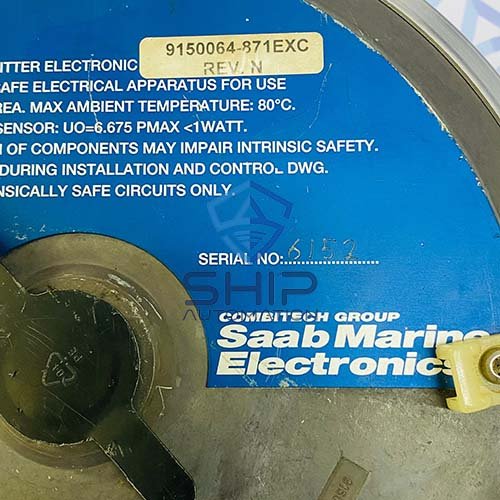 9150064-871EXC
REV. N
ITTER ELECTRONIC
AFE ELECTRICAL APPARATUS FOR USE
REA. MAX AMBIENT TEMPERATURE: 80°C.
SENSOR: UO=6.675 PMAX <1WATT.
N OF COMPONENTS MAY IMPAIR INTRINSIC SAFETY.
DURING INSTALLATION AND CONTROL DWG.
NSICALLY SAFE CIRCUITS ONLY.
SERIAL NO: 6152
SHIP
AUTOMATION
COMBITECH GROUP
Saab Marine
Electronics